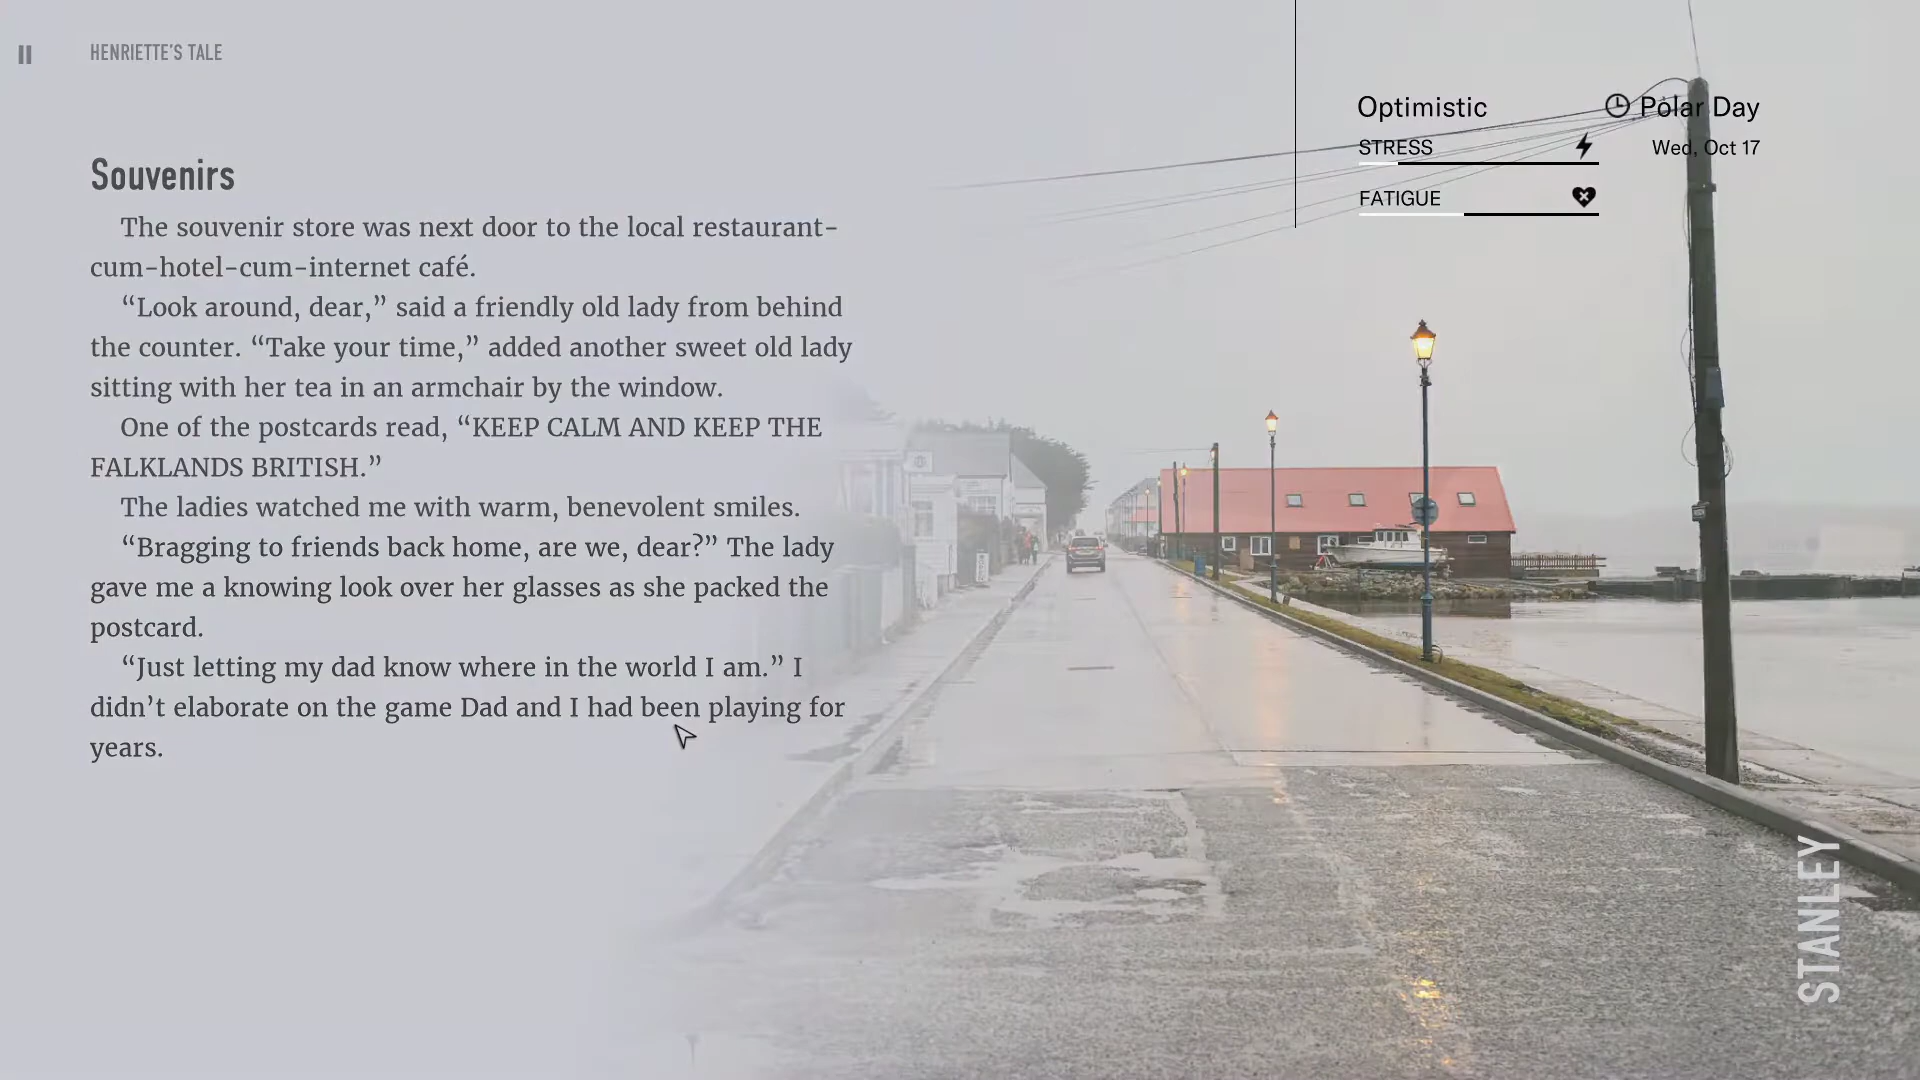 HENRIETTE'S TALE
Optimistic
Polar Day
STRESS
Wed, Oct 17
FATIGUE
Souvenirs
The souvenir store was next door to the local restaurant-
cum-hotel-cum-internet café.
“Look around, dear,” said a friendly old lady from behind
the counter. “Take your time,” added another sweet old lady
sitting with her tea in an armchair by the window.
One of the postcards read, “KEEP CALM AND KEEP THE
FALKLANDS BRITISH.”
The ladies watched me with warm, benevolent smiles.
“Bragging to friends back home, are we, dear?” The lady
gave me a knowing look over her glasses as she packed the
postcard.
“Just letting my dad know where in the world I am.” I
didn’t elaborate on the game Dad and I had been playing for
years.
STANLEY